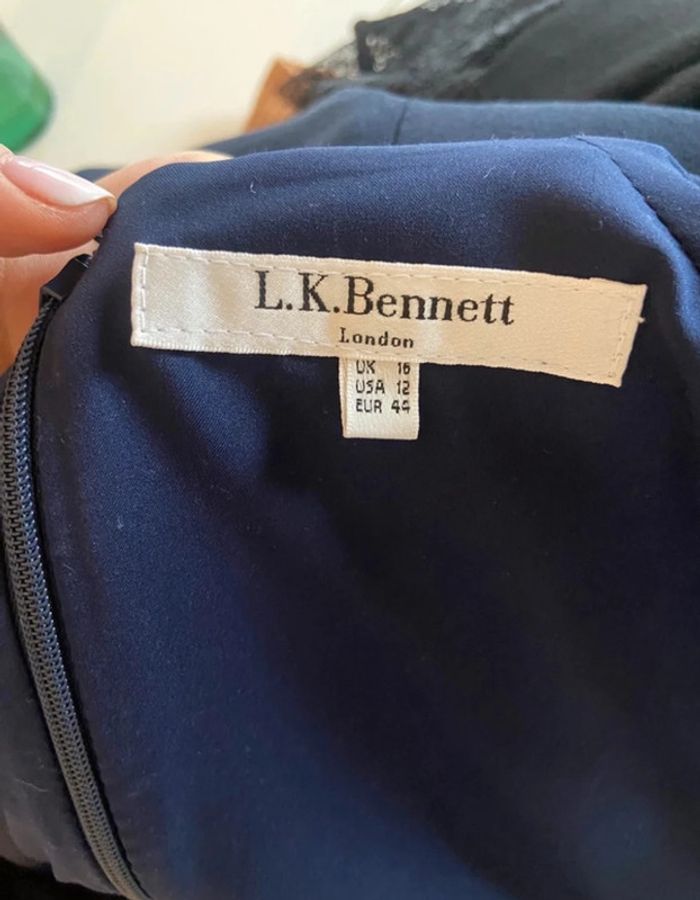 L.K.Bennett
London
UK 16
USA 12
EUR 44